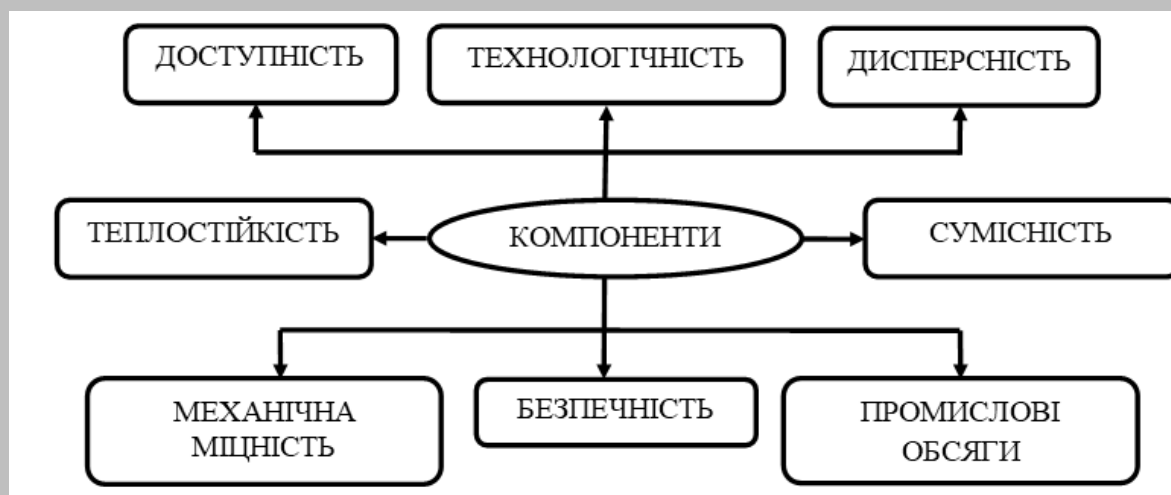 ДОСТУПНІСТЬ
ТЕХНОЛОГІЧНІСТЬ
ДИСПЕРСНІСТЬ
ТЕПЛОСТІЙКІСТЬ
КОМПОНЕНТИ
СУМІСНІСТЬ
МЕХАНІЧНА
МІЦНІСТЬ
БЕЗПЕЧНІСТЬ
ПРОМИСЛОВІ
ОБСЯГИ